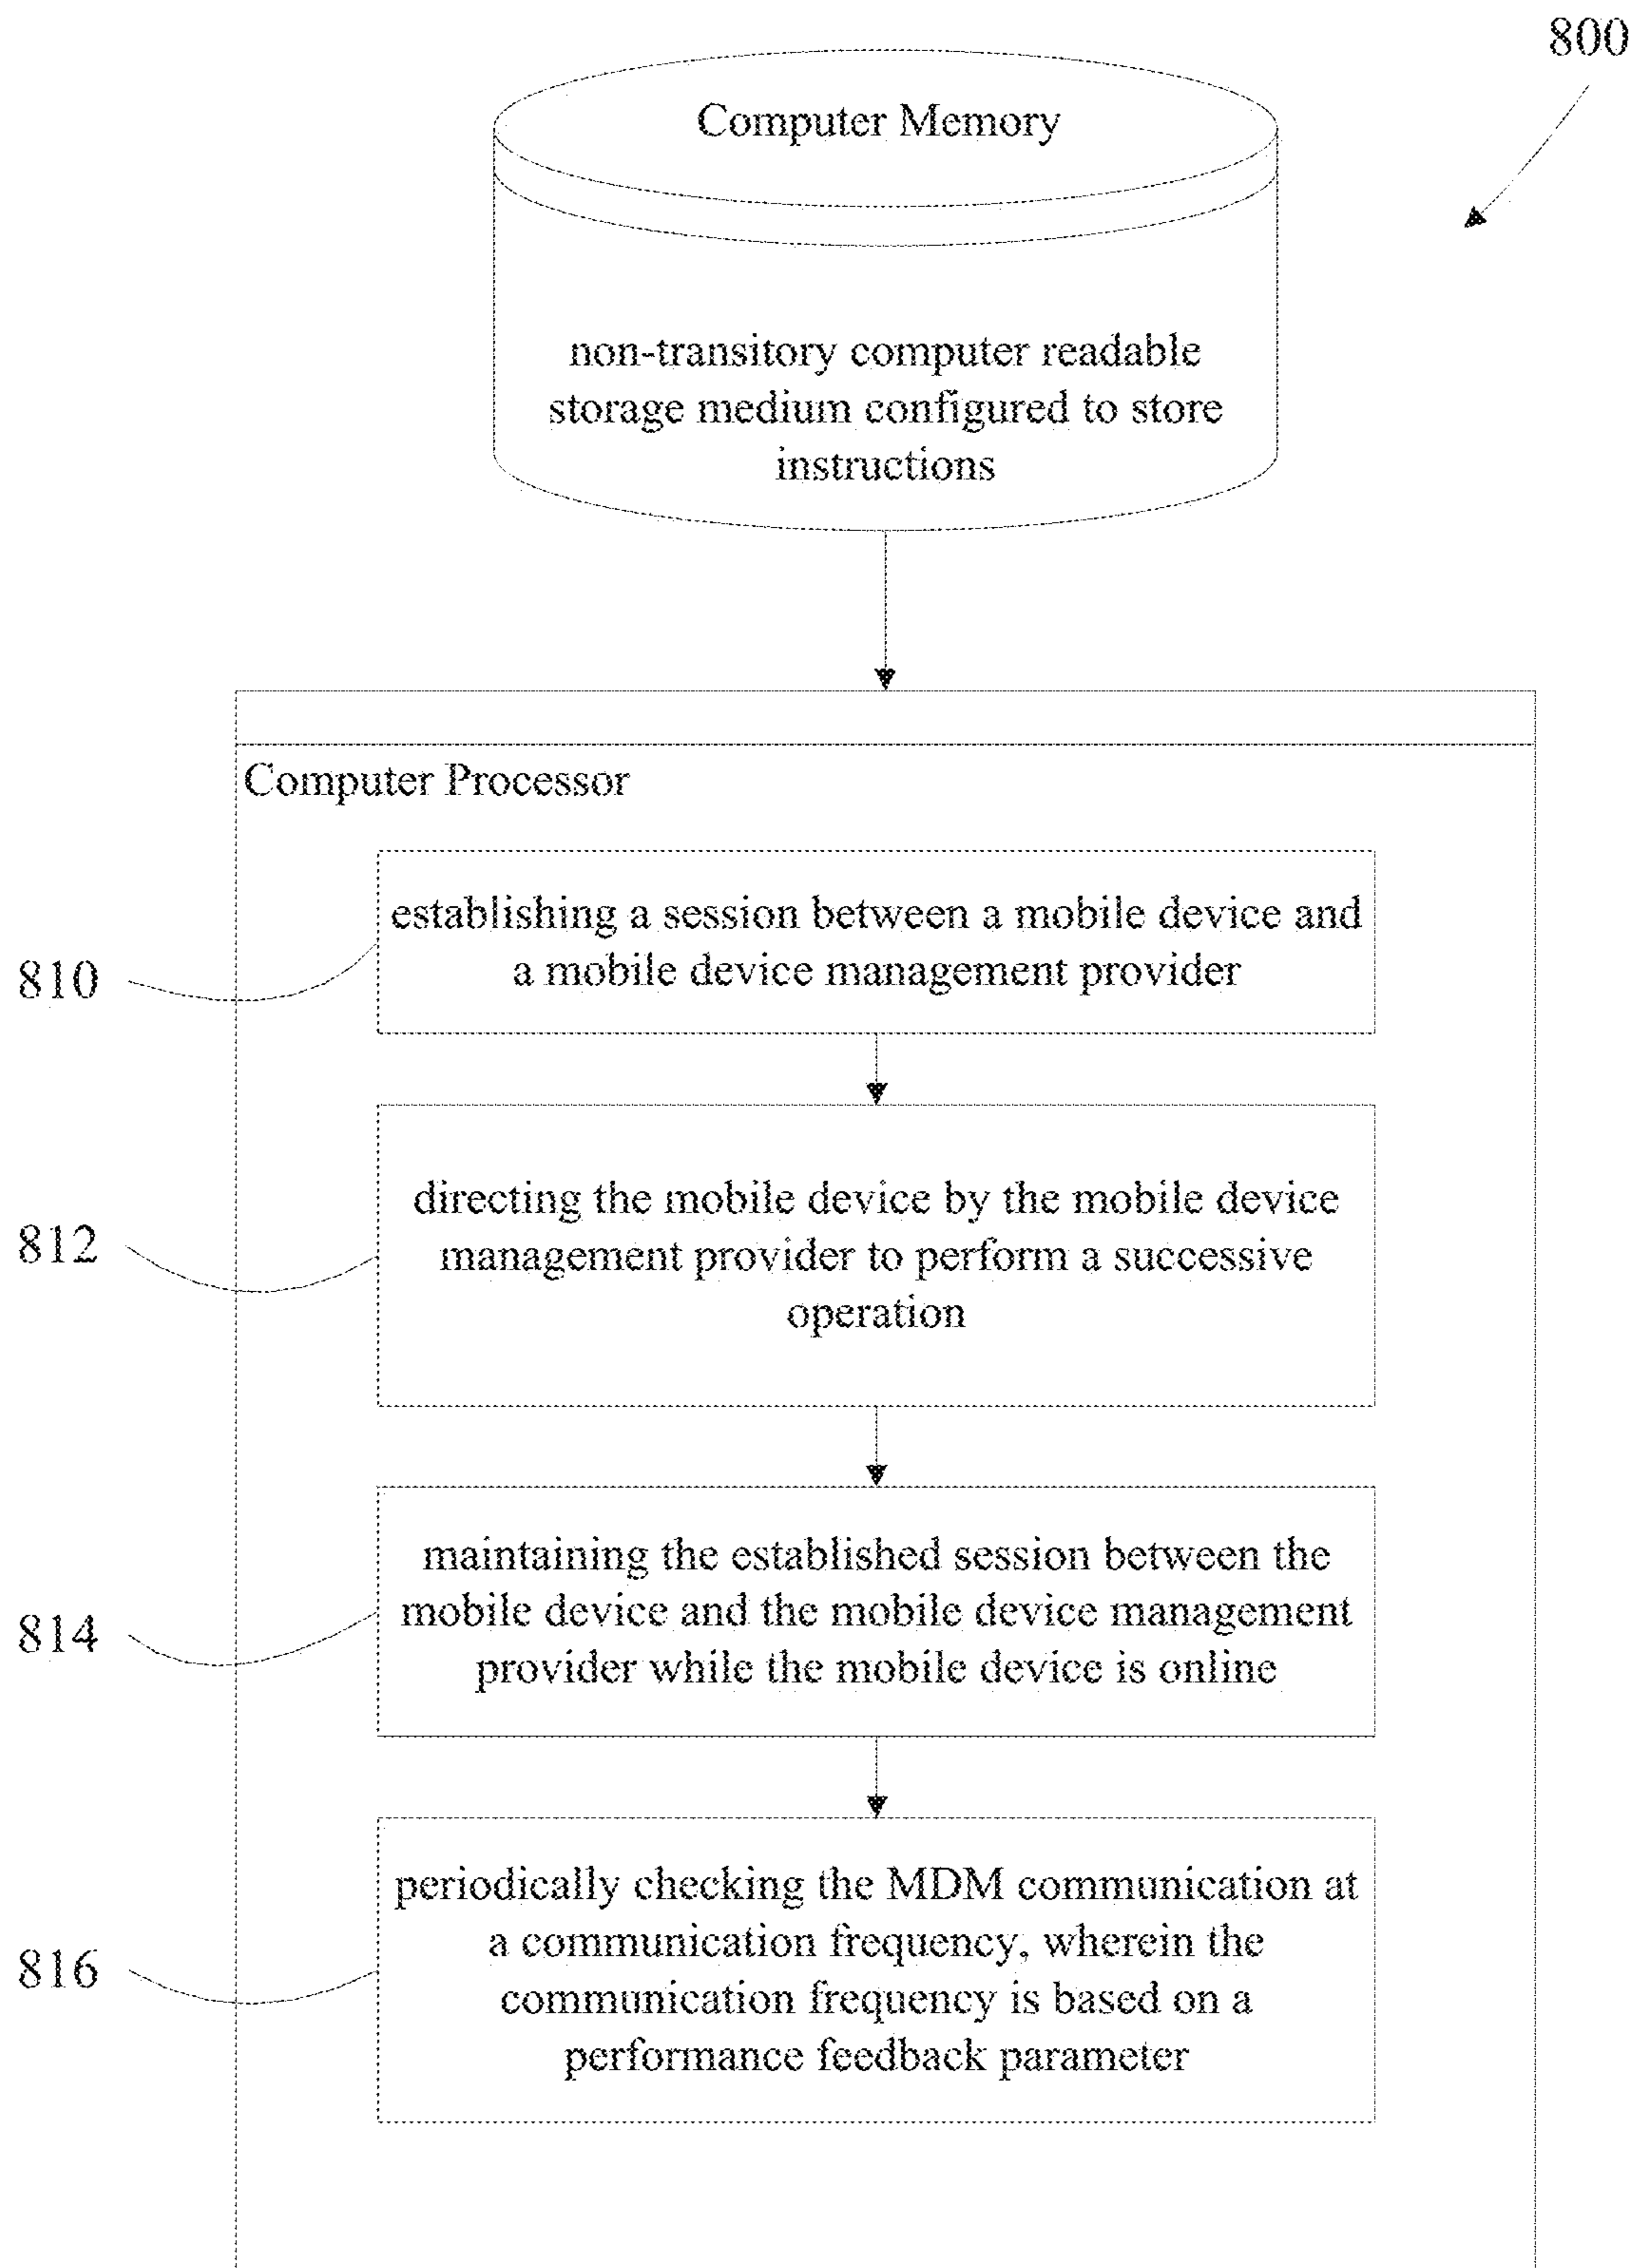 800
Computer Memory
non-transitory computer readable
storage medium configured to store
instructions
Computer Processor
810
establishing a session between a mobile device and
a mobile device management provider
812
directing the mobile device by the mobile device
management provider to perform a successive
operation
814
maintaining the established session between the
mobile device and the mobile device management
provider while the mobile device is online
816
periodically checking the MDM communication at
a communication frequency, wherein the
communication frequency is based on a
performance feedback parameter